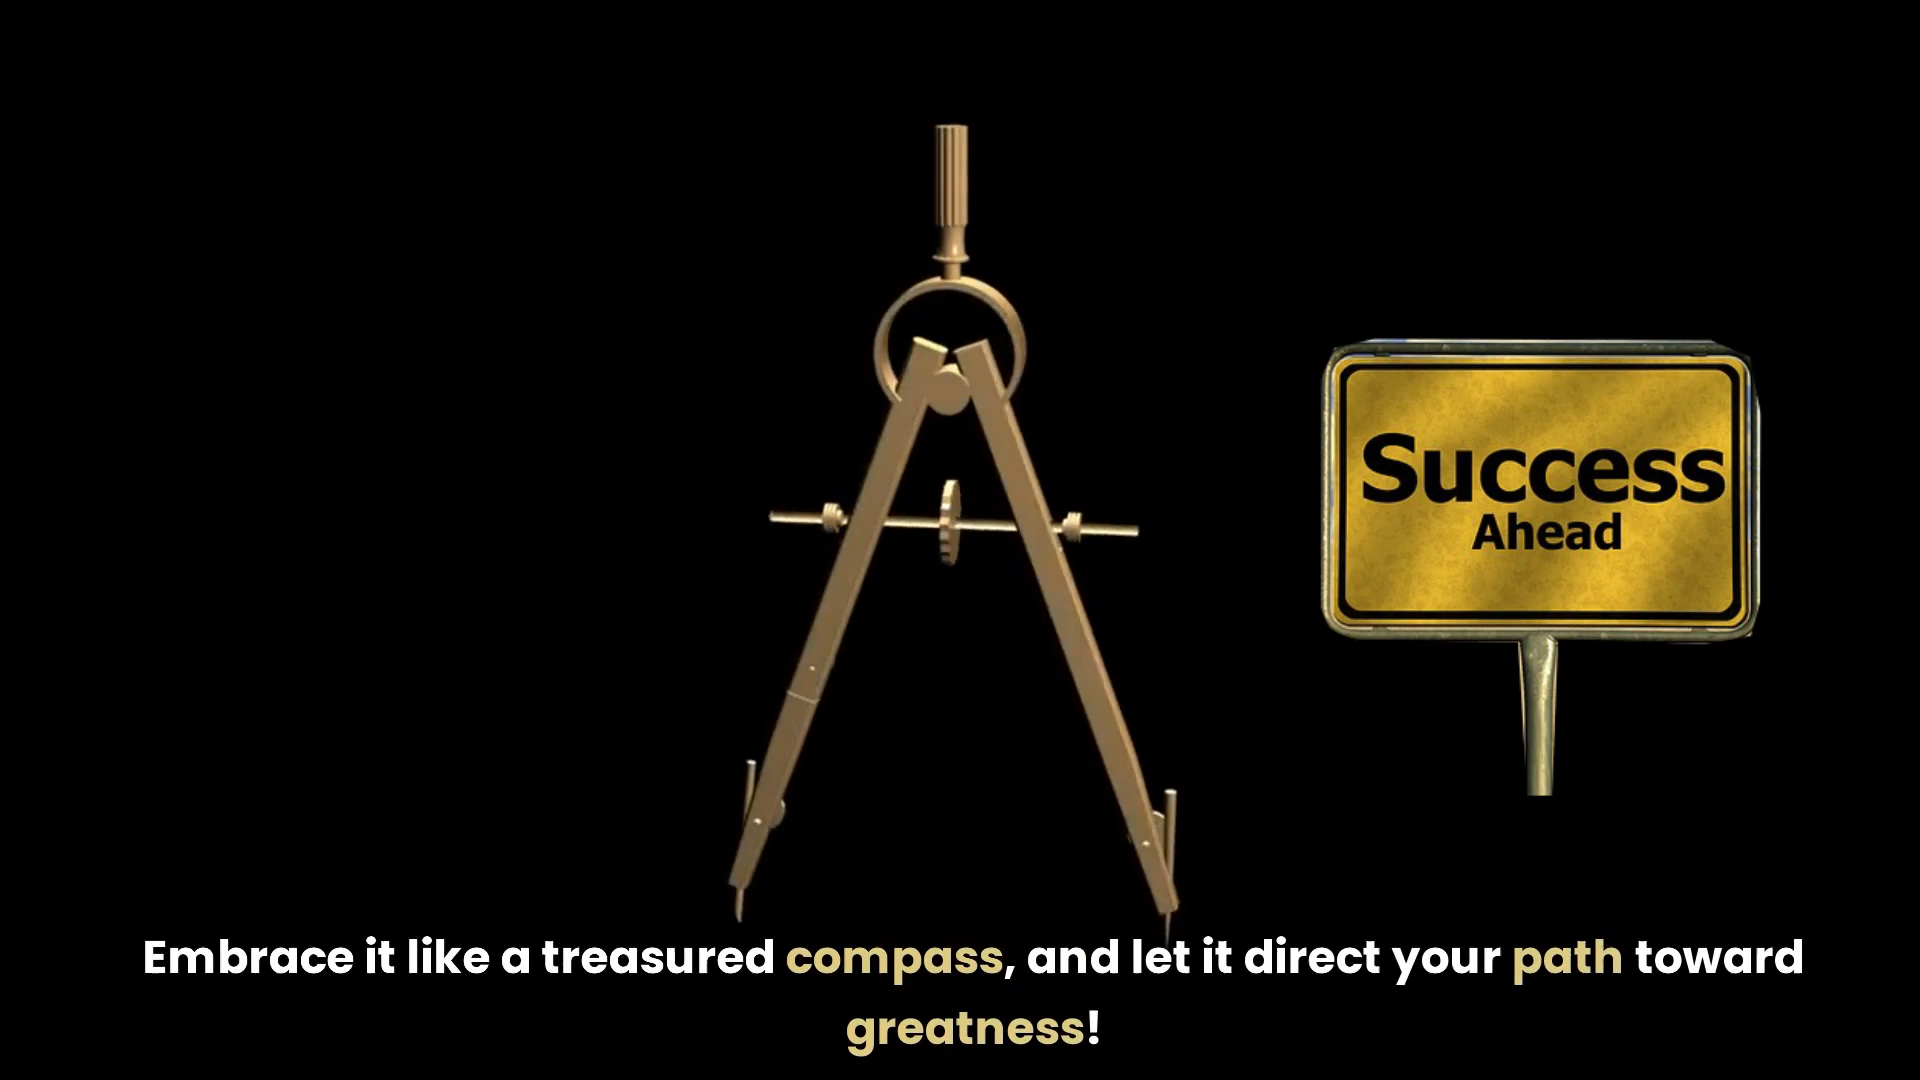 Success
Ahead
Embrace it like a treasured compass, and let it direct your path toward
greatness!